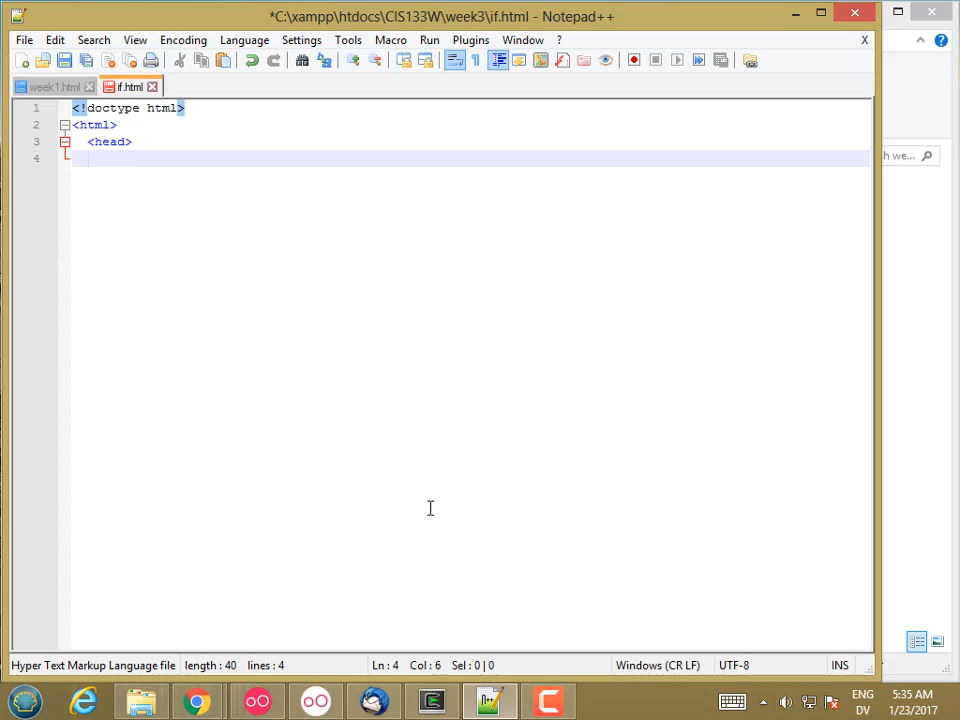 *C:\xampp\htdocs\CIS133W\week3\if.html - Notepad++
File Edit Search View Encoding Language Settings Tools Macro Run Plugins Window ? X
week1.html if.html
1 <!doctype html>
2 <html>
3 <head>
4
h we...
Hyper Text Markup Language file length : 40 lines : 4 Ln : 4 Col : 6 Sel : 0 | 0 Windows (CR LF) UTF-8 INS
ENG 5:35 AM
DV 1/23/2017